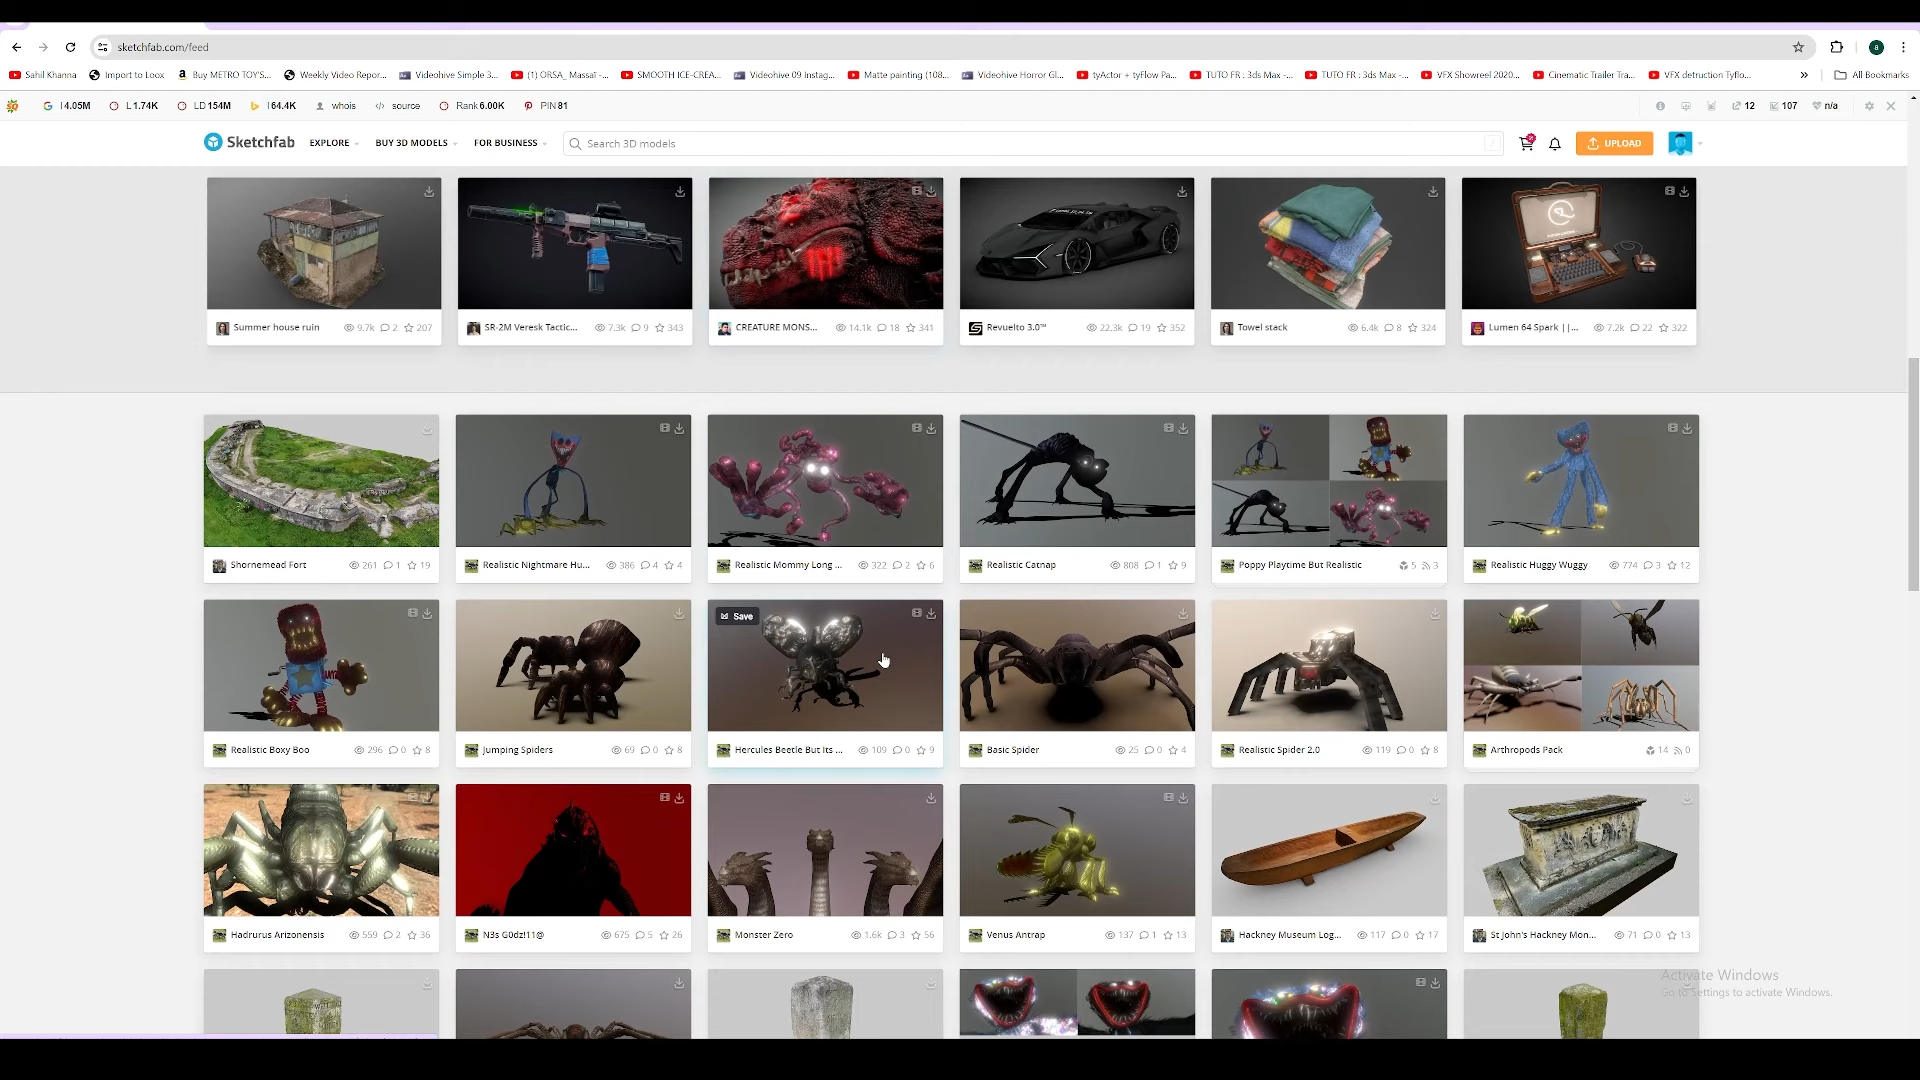 sketchfab.com/feed
a
Sahil Khanna
Import to Loox
Buy METRO TOY'S...
Weekly Video Repor...
Videohive Simple 3...
(1) ORSA_ Massaï -...
SMOOTH ICE-CREA...
Videohive 09 Instag...
Matte painting (108...
Videohive Horror Gl...
tyActor + tyFlow Pa...
TUTO FR : 3ds Max -...
TUTO FR : 3ds Max -...
VFX Showreel 2020...
Cinematic Trailer Tra...
VFX detruction Tyflo...
»
All Bookmarks
I 4.05M
L 1.74K
LD 154M
I 64.4K
whois
source
Rank 6.00K
PIN 81
12
107
n/a
Sketchfab
EXPLORE
BUY 3D MODELS
FOR BUSINESS
Search 3D models
/
UPLOAD
Summer house ruin 9.7k 2 207
SR-2M Veresk Tactic... 7.3k 9 343
CREATURE MONS... 14.1k 18 341
Revuelto 3.0™ 22.3k 19 352
Towel stack 6.4k 8 324
Lumen 64 Spark ||... 7.2k 22 322
Shornemead Fort 261 1 19
Realistic Nightmare Hu... 386 4 4
Realistic Mommy Long ... 322 2 6
Realistic Catnap 808 1 9
Poppy Playtime But Realistic 5 3
Realistic Huggy Wuggy 774 3 12
Save
Realistic Boxy Boo 296 0 8
Jumping Spiders 69 0 8
Hercules Beetle But Its ... 109 0 9
Basic Spider 25 0 4
Realistic Spider 2.0 119 0 8
Arthropods Pack 14 0
Hadrurus Arizonensis 559 2 36
N3s G0dz!11@ 675 5 26
Monster Zero 1.6k 3 56
Venus Antrap 137 1 13
Hackney Museum Log... 117 0 17
St John's Hackney Mon... 71 0 13
Activate Windows
Go to Settings to activate Windows.